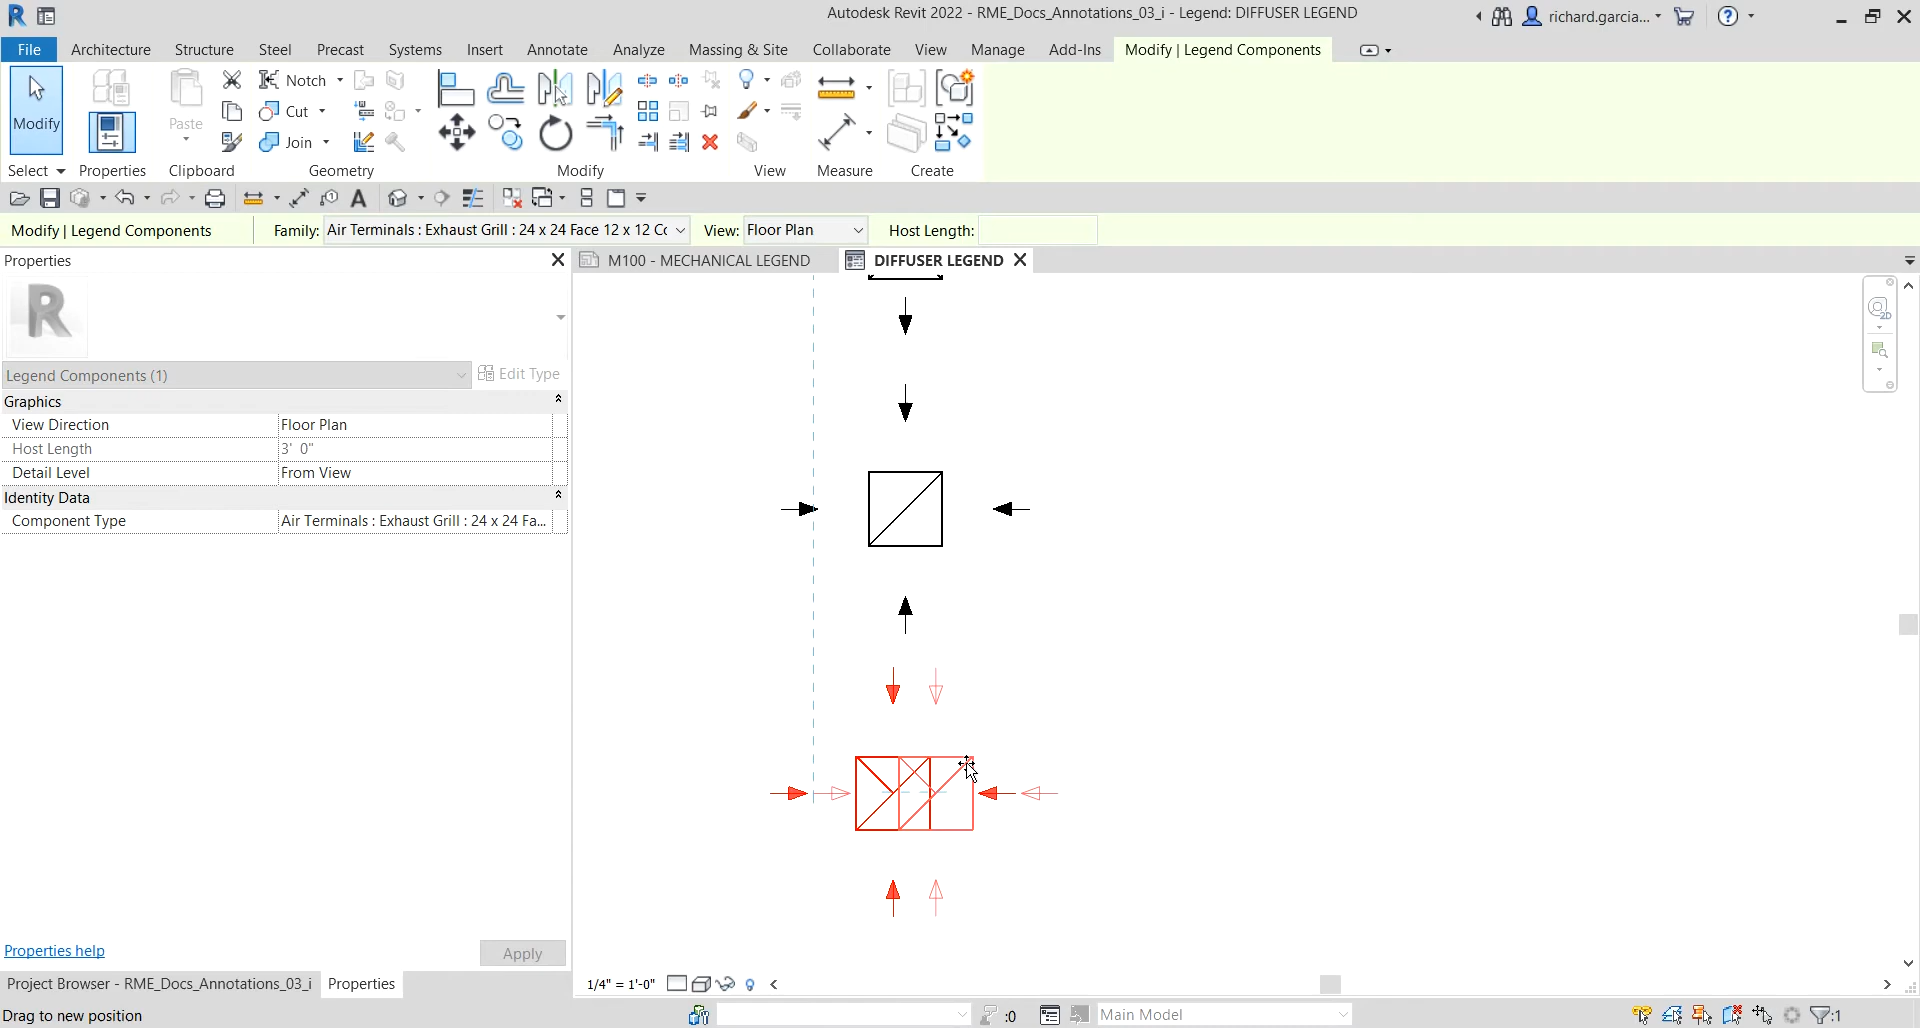 Autodesk Revit 2022 - RME_Docs_Annotations_03_i - Legend: DIFFUSER LEGEND
richard.garcia...
File Architecture Structure Steel Precast Systems Insert Annotate Analyze Massing & Site Collaborate View Manage Add-Ins Modify | Legend Components
Modify
Paste
Notch
Cut
Join
Select Properties Clipboard Geometry Modify View Measure Create
Modify | Legend Components Family: Air Terminals : Exhaust Grill : 24 x 24 Face 12 x 12 Cc View: Floor Plan Host Length:
Properties
M100 - MECHANICAL LEGEND
DIFFUSER LEGEND
2D
Legend Components (1)
Edit Type
Graphics
View Direction Floor Plan
Host Length 3' 0"
Detail Level From View
Identity Data
Component Type Air Terminals : Exhaust Grill : 24 x 24 Fa...
Properties help
Apply
Project Browser - RME_Docs_Annotations_03_i Properties
1/4" = 1'-0"
Drag to new position
:0
Main Model
:1